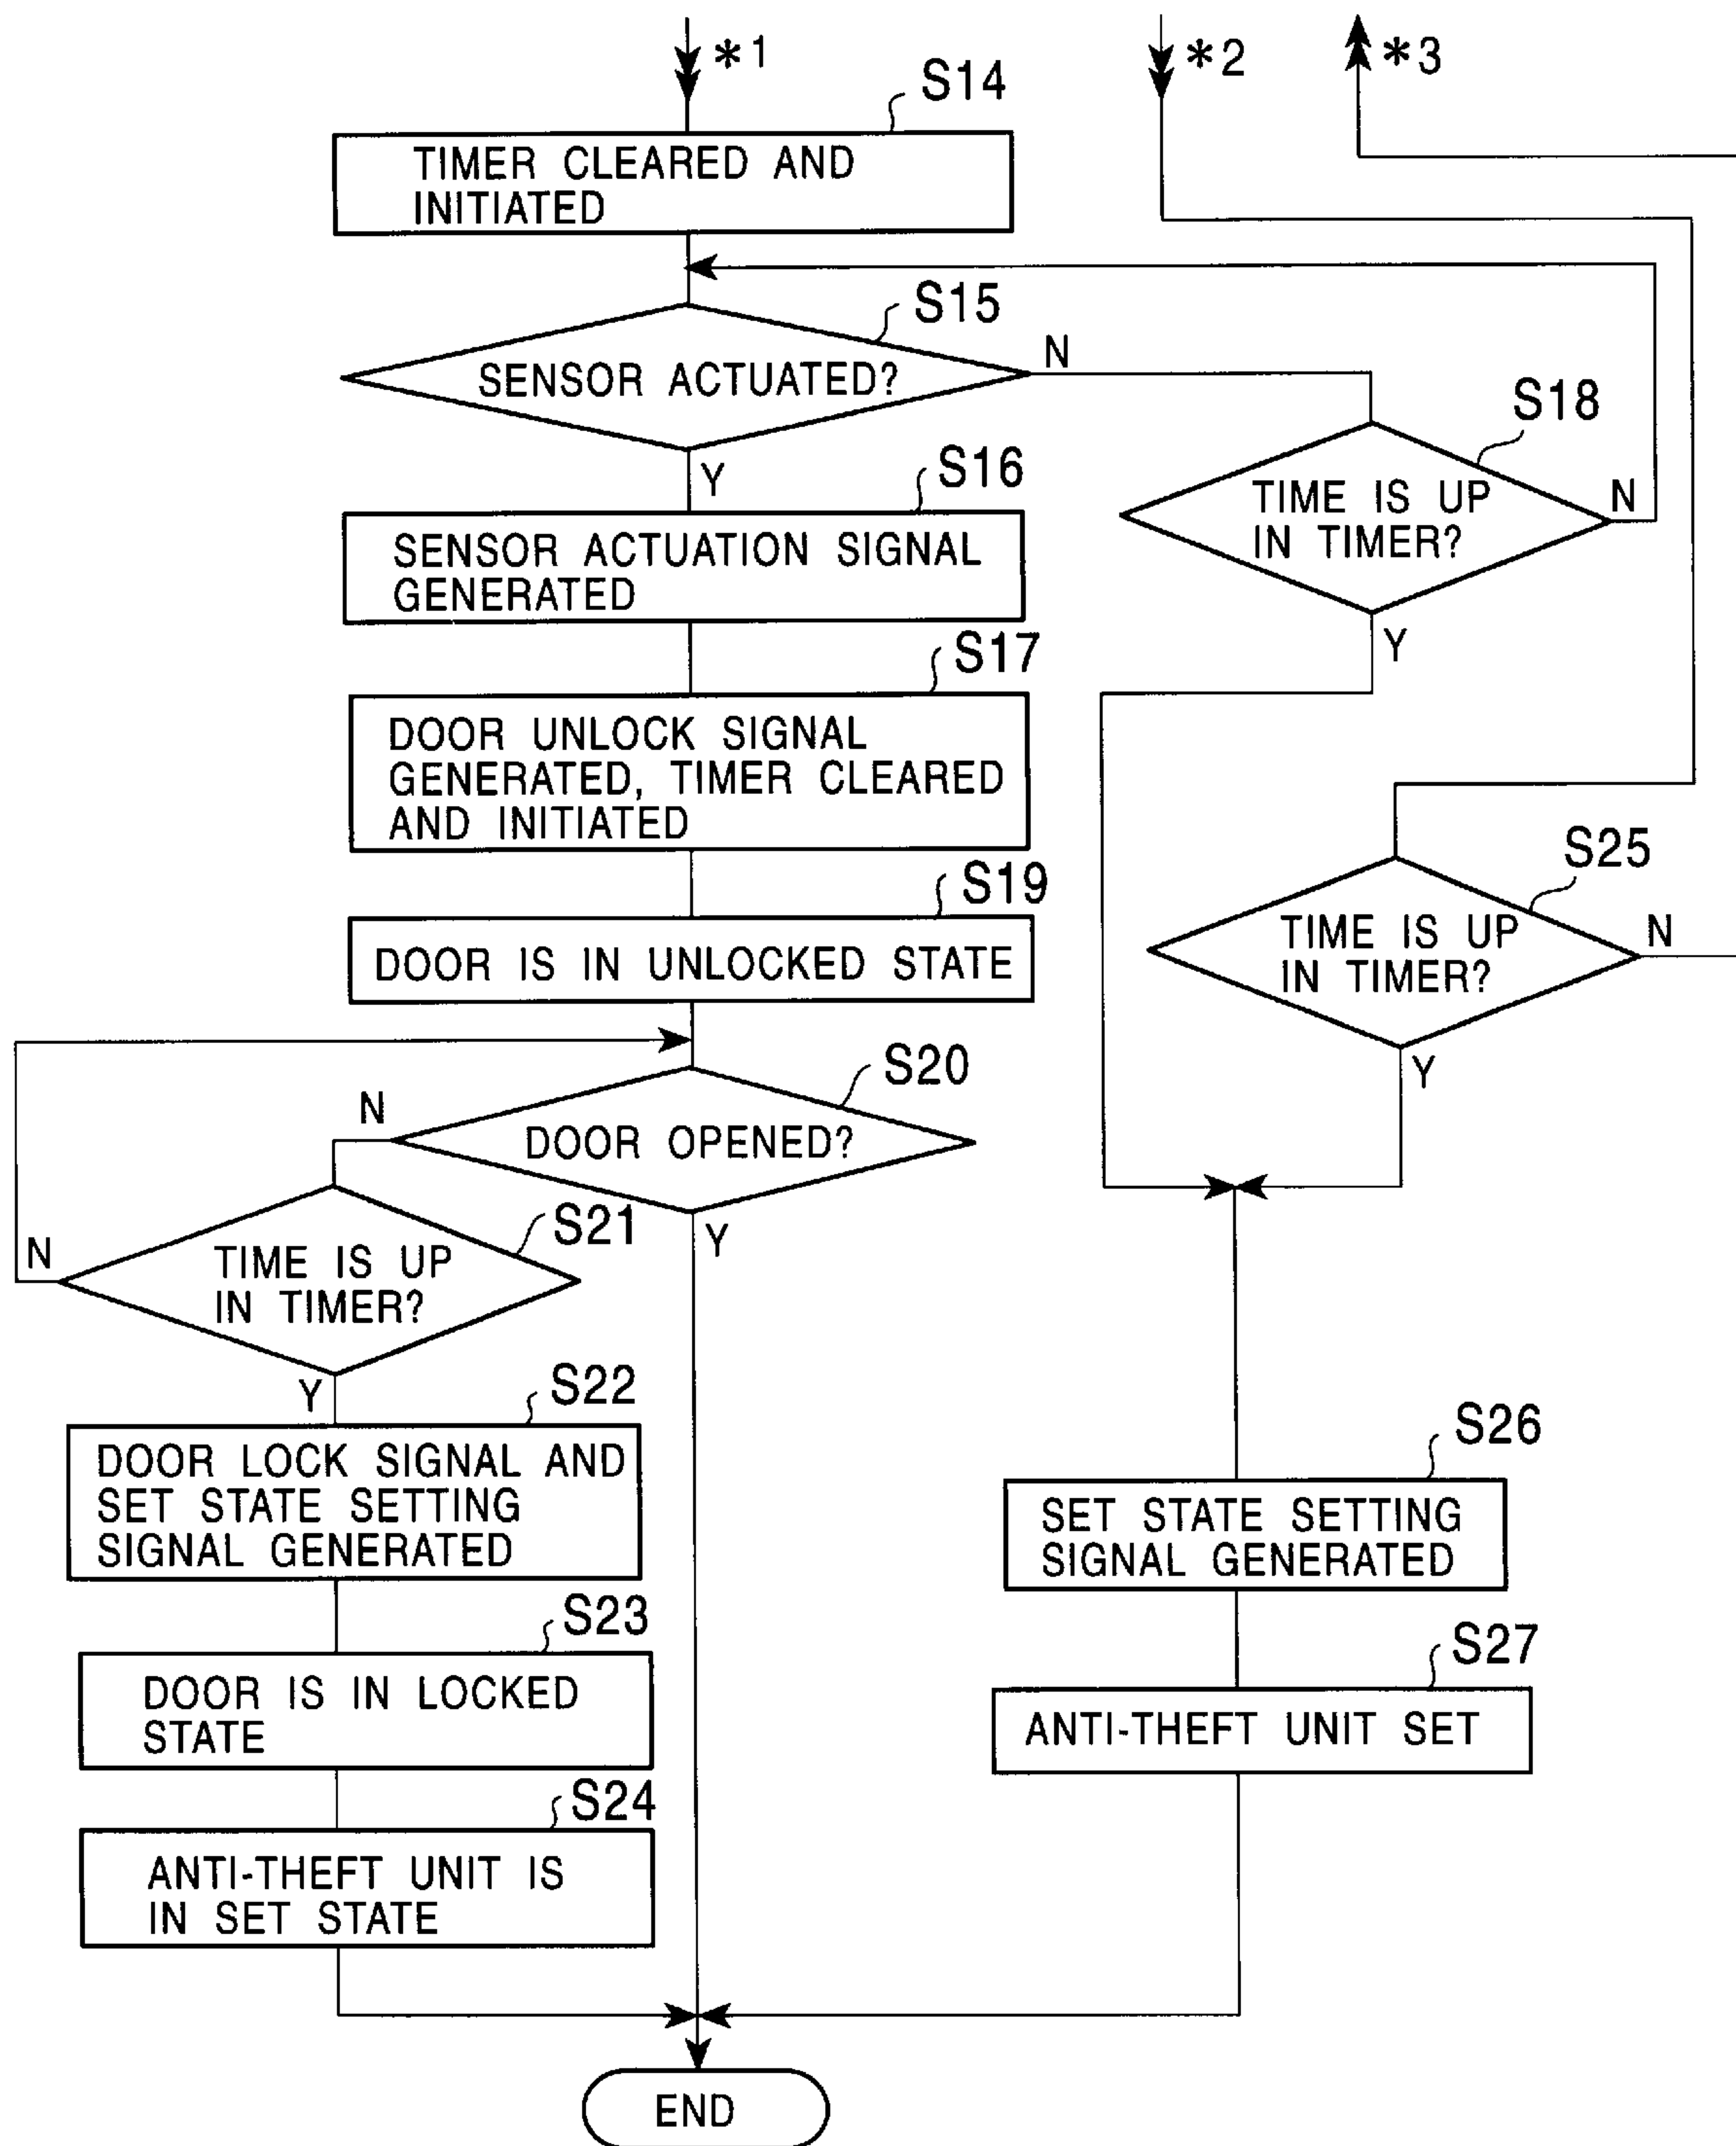 *1
*2
*3
S14
TIMER CLEARED AND
INITIATED
S15
SENSOR ACTUATED?
N
Y
S18
TIME IS UP
IN TIMER?
N
Y
S16
SENSOR ACTUATION SIGNAL
GENERATED
S17
DOOR UNLOCK SIGNAL
GENERATED, TIMER CLEARED
AND INITIATED
S19
DOOR IS IN UNLOCKED STATE
S25
TIME IS UP
IN TIMER?
N
Y
S20
DOOR OPENED?
N
Y
S21
TIME IS UP
IN TIMER?
N
Y
S22
DOOR LOCK SIGNAL AND
SET STATE SETTING
SIGNAL GENERATED
S23
DOOR IS IN LOCKED
STATE
S24
ANTI-THEFT UNIT IS
IN SET STATE
S26
SET STATE SETTING
SIGNAL GENERATED
S27
ANTI-THEFT UNIT SET
END